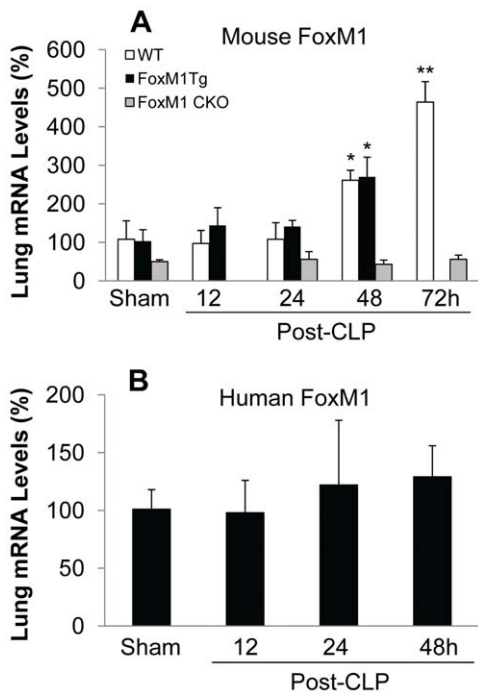 A
Mouse FoxM1
Lung mRNA Levels (%)
600
500
400
300
200
100
0
WT
FoxM1Tg
FoxM1 CKO
*
*
**
Sham 12 24 48 72h
Post-CLP
B
Human FoxM1
Lung mRNA Levels (%)
200
150
100
50
0
Sham 12 24 48h
Post-CLP